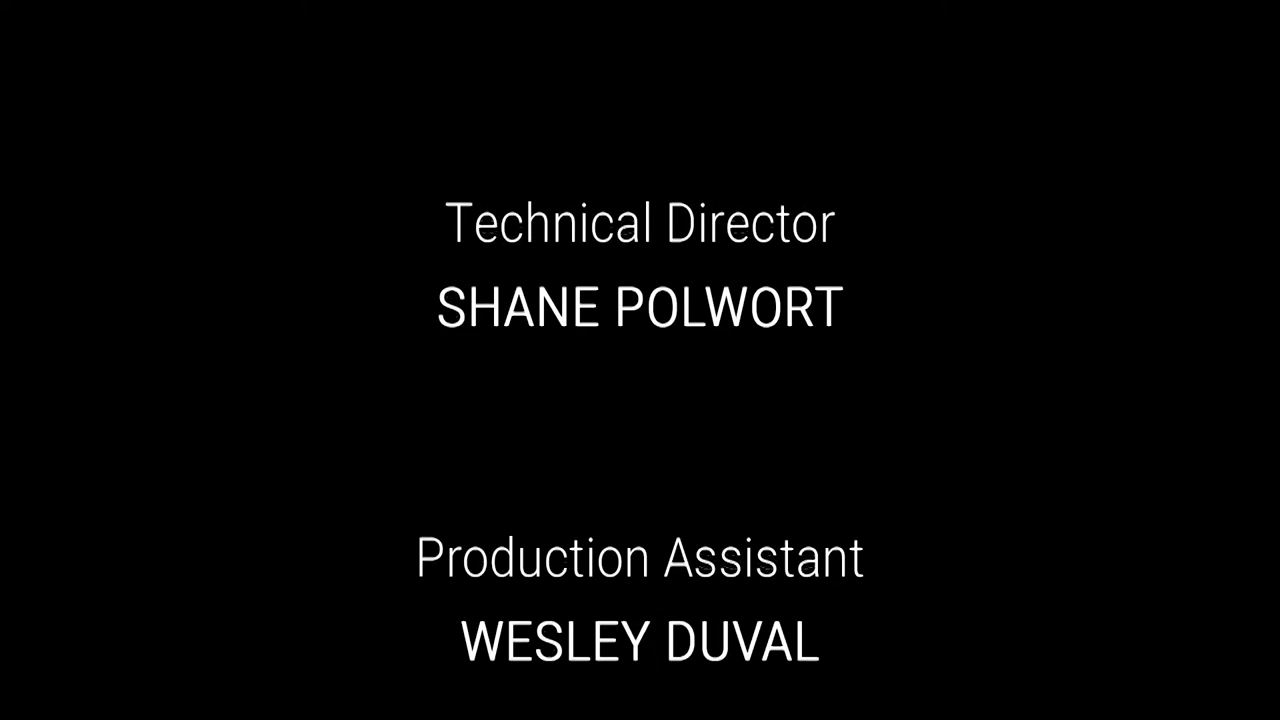 Technical Director
SHANE POLWORT
Production Assistant
WESLEY DUVAL